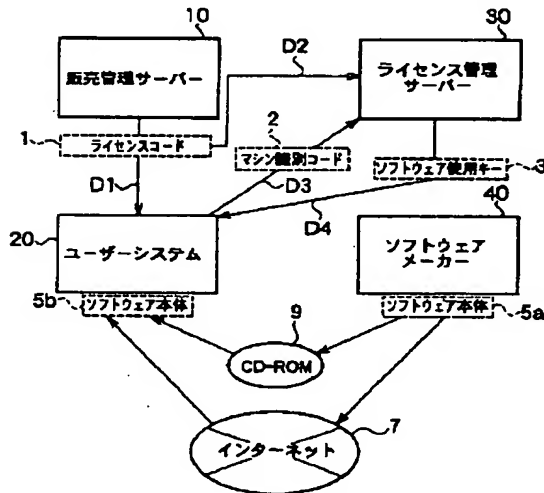 10
30
D2
販売管理サーバー
ライセンス管理
サーバー
1
ライセンスコード
2
マシン識別コード
ソフトウェア使用キー
3
D1
D3
D4
20
ユーザーシステム
40
ソフトウェア
メーカー
5b
ソフトウェア本体
ソフトウェア本体
5a
9
CD-ROM
7
インターネット